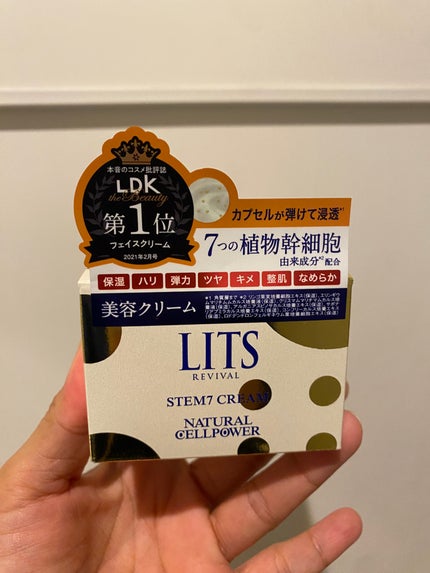 本音のコスメ批評誌
LDK
the Beauty
第1位
フェイスクリーム
2021年2月号
カプセルが弾けて浸透*1
7つの植物幹細胞
由来成分*2配合
保湿 ハリ 弾力 ツヤ キメ 整肌 なめらか
美容クリーム
LITS
REVIVAL
STEM7 CREAM
NATURAL
CELLPOWER